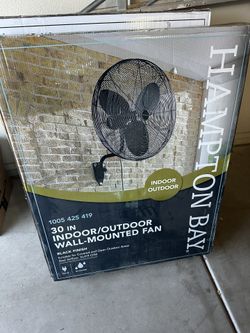 HAMPTON BAY
INDOOR
OUTDOOR
1005 425 419
30 IN
INDOOR/OUTDOOR
WALL-MOUNTED FAN
BLACK FINISH